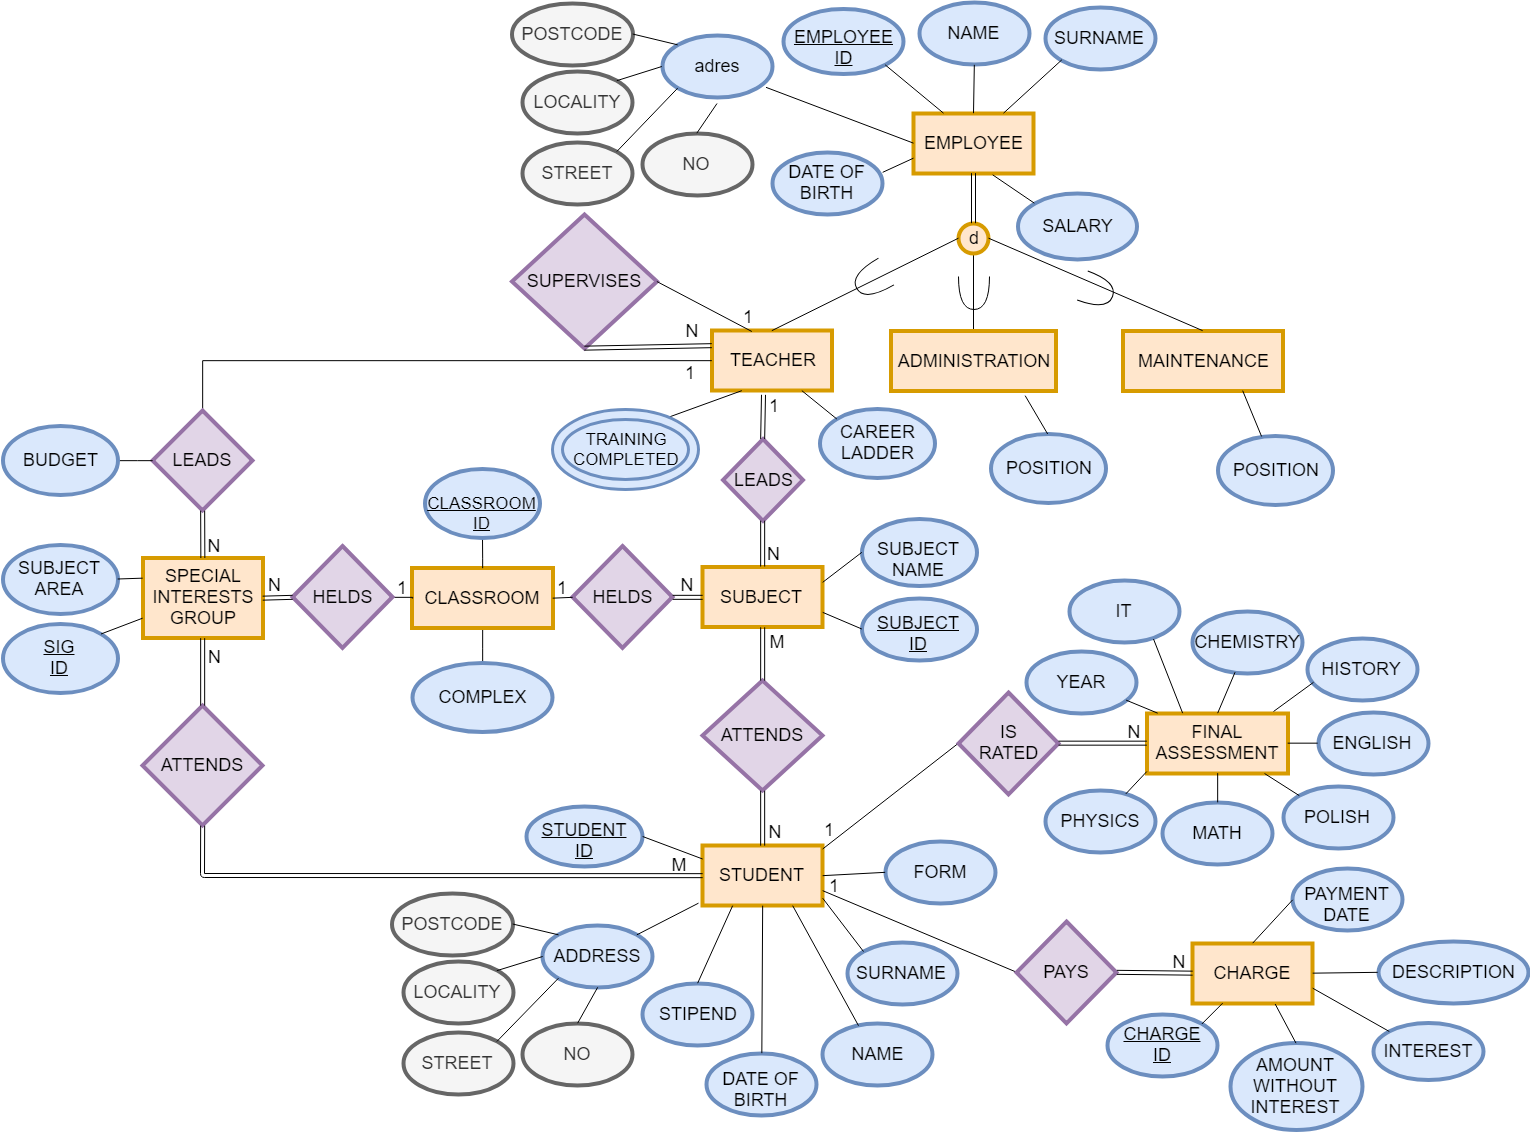 POSTCODE
adres
EMPLOYEE
ID
NAME
SURNAME
LOCALITY
STREET
NO
EMPLOYEE
DATE OF
BIRTH
SALARY
d
SUPERVISES
1
N
TEACHER
1
ADMINISTRATION
MAINTENANCE
1
TRAINING
COMPLETED
CAREER
LADDER
POSITION
POSITION
BUDGET
LEADS
LEADS
CLASSROOM
ID
N
N
SUBJECT
NAME
SUBJECT
AREA
SPECIAL
INTERESTS
GROUP
N
HELDS
1
CLASSROOM
1
HELDS
N
SUBJECT
SUBJECT
ID
SIG
ID
N
M
COMPLEX
IT
CHEMISTRY
HISTORY
YEAR
ATTENDS
ATTENDS
IS
RATED
N
FINAL
ASSESSMENT
ENGLISH
PHYSICS
MATH
POLISH
STUDENT
ID
N
1
M
STUDENT
1
FORM
POSTCODE
LOCALITY
STREET
NO
ADDRESS
STIPEND
DATE OF
BIRTH
NAME
SURNAME
PAYS
N
CHARGE
PAYMENT
DATE
DESCRIPTION
CHARGE
ID
AMOUNT
WITHOUT
INTEREST
INTEREST